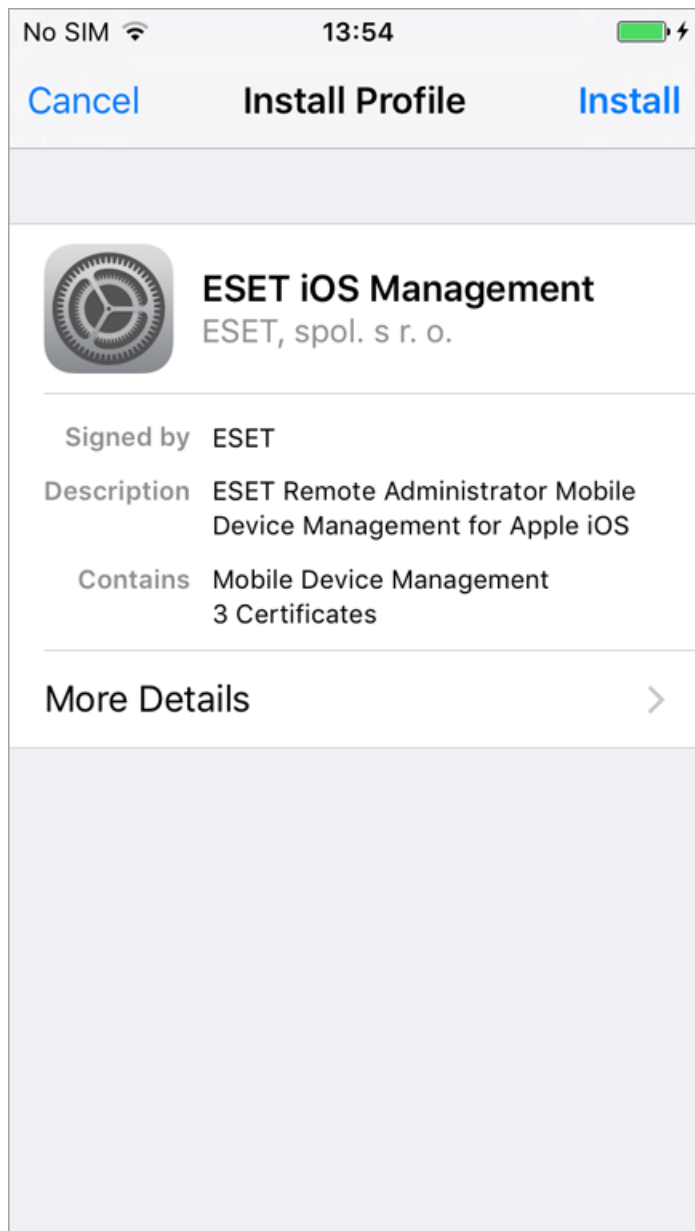 No SIM 13:54
Cancel Install Profile Install
ESET iOS Management
ESET, spol. s r. o.
Signed by ESET
Description ESET Remote Administrator Mobile
Device Management for Apple iOS
Contains Mobile Device Management
3 Certificates
More Details